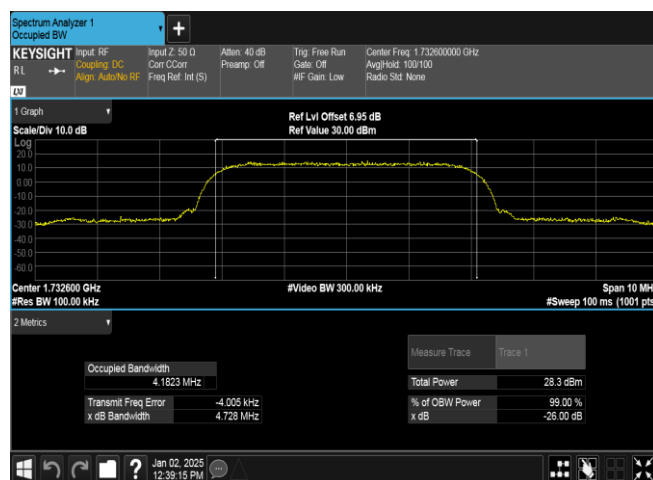 Spectrum Analyzer 1
Occupied BW
+
KEYSIGHT Input: RF Input Z: 50 Ω Atten: 40 dB Trig: Free Run Center Freq: 1.732600000 GHz
RL Coupling: DC Corr CCorr Preamp: Off Gate: Off Avg|Hold: 100/100
Align: Auto/No RF Freq Ref: Int (S) #IF Gain: Low Radio Std: None
LXI
1 Graph
Ref Lvl Offset 6.95 dB
Scale/Div 10.0 dB Ref Value 30.00 dBm
Log
20.0
10.0
0.00
-10.0
-20.0
-30.0
-40.0
-50.0
-60.0
Center 1.732600 GHz #Video BW 300.00 kHz Span 10 MH
#Res BW 100.00 kHz #Sweep 100 ms (1001 pts
2 Metrics
Measure Trace Trace 1
Occupied Bandwidth
4.1823 MHz Total Power 28.3 dBm
Transmit Freq Error -4.005 kHz % of OBW Power 99.00 %
x dB Bandwidth 4.728 MHz x dB -26.00 dB
? Jan 02, 2025
12:39:15 PM